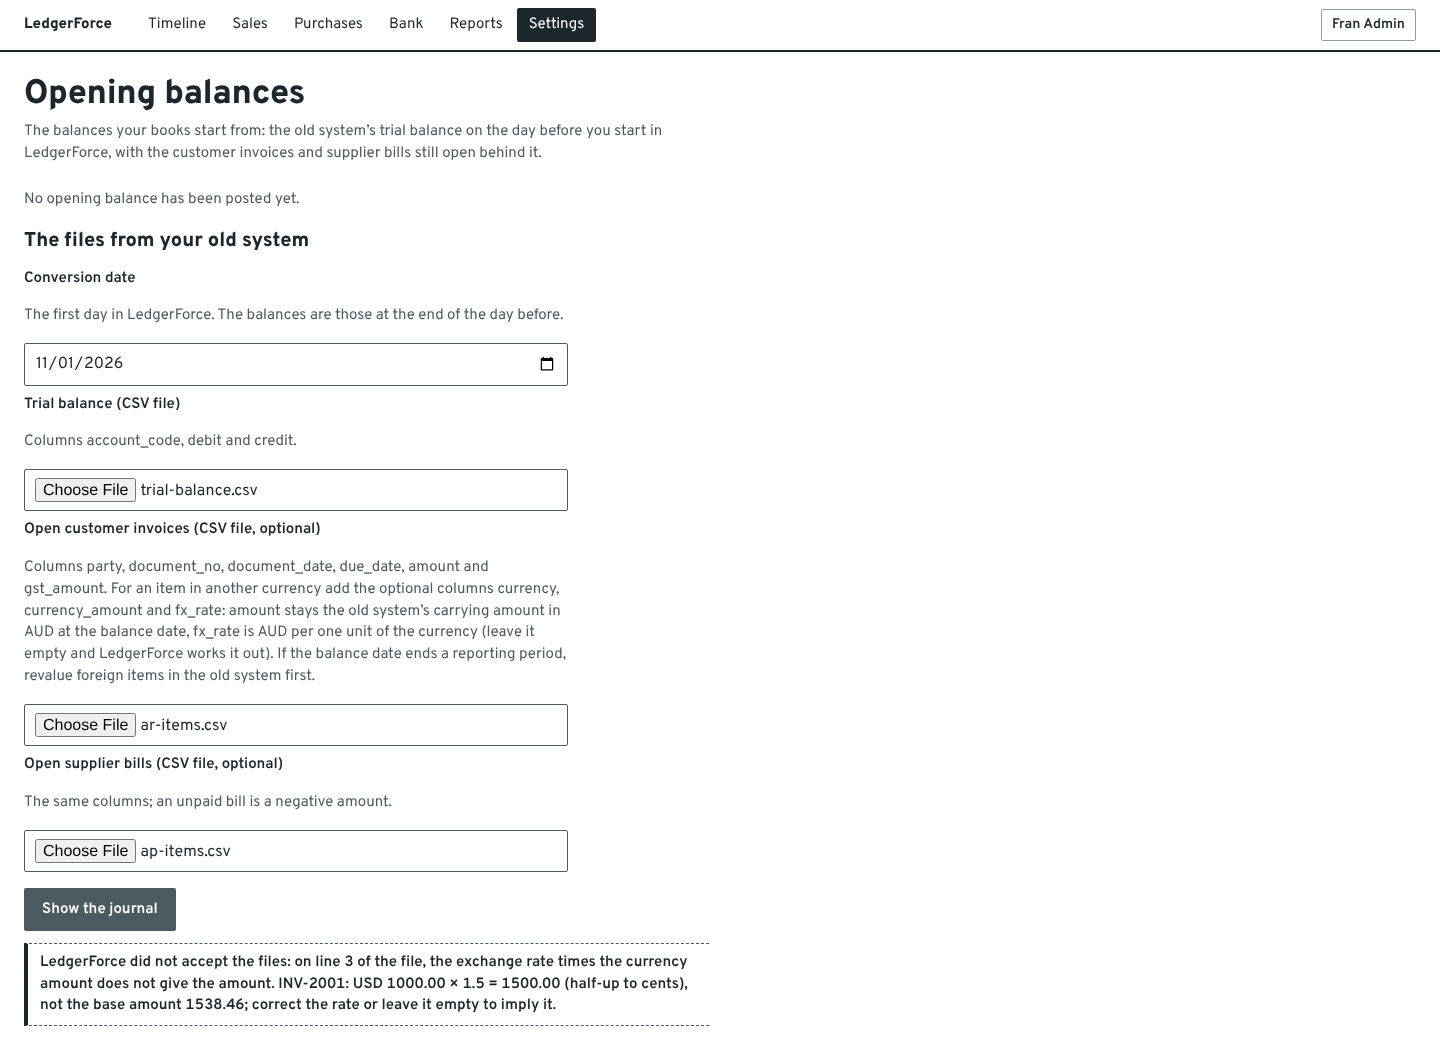 LedgerForce Timeline Sales Purchases Bank Reports Settings Fran Admin
Opening balances
The balances your books start from: the old system’s trial balance on the day before you start in
LedgerForce, with the customer invoices and supplier bills still open behind it.
No opening balance has been posted yet.
The files from your old system
Conversion date
The first day in LedgerForce. The balances are those at the end of the day before.
11/01/2026
Trial balance (CSV file)
Columns account_code, debit and credit.
Choose File trial-balance.csv
Open customer invoices (CSV file, optional)
Columns party, document_no, document_date, due_date, amount and
gst_amount. For an item in another currency add the optional columns currency,
currency_amount and fx_rate: amount stays the old system’s carrying amount in
AUD at the balance date, fx_rate is AUD per one unit of the currency (leave it
empty and LedgerForce works it out). If the balance date ends a reporting period,
revalue foreign items in the old system first.
Choose File ar-items.csv
Open supplier bills (CSV file, optional)
The same columns; an unpaid bill is a negative amount.
Choose File ap-items.csv
Show the journal
LedgerForce did not accept the files: on line 3 of the file, the exchange rate times the currency
amount does not give the amount. INV-2001: USD 1000.00 × 1.5 = 1500.00 (half-up to cents),
not the base amount 1538.46; correct the rate or leave it empty to imply it.